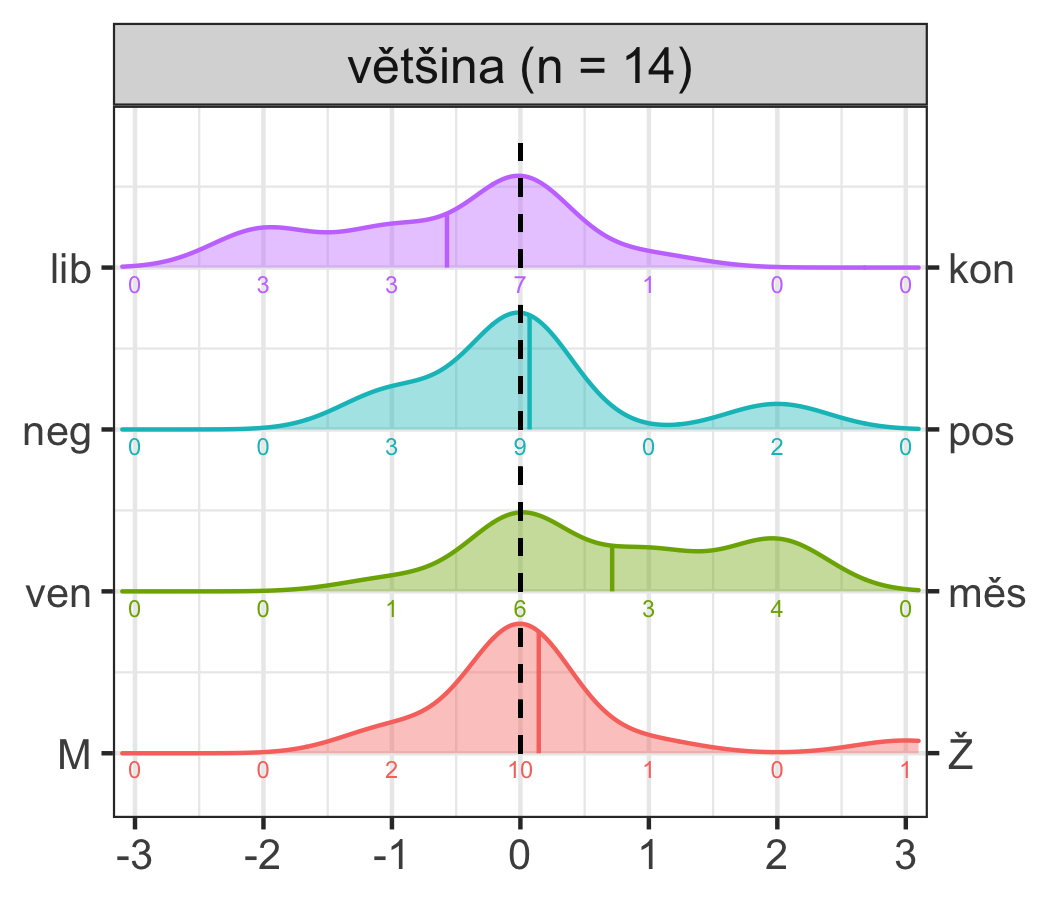 většina (n = 14)
lib kon
0 3 3 7 1 0 0
neg pos
0 0 3 9 0 2 0
ven měs
0 0 1 6 3 4 0
M Ž
0 0 2 10 1 0 1
-3 -2 -1 0 1 2 3